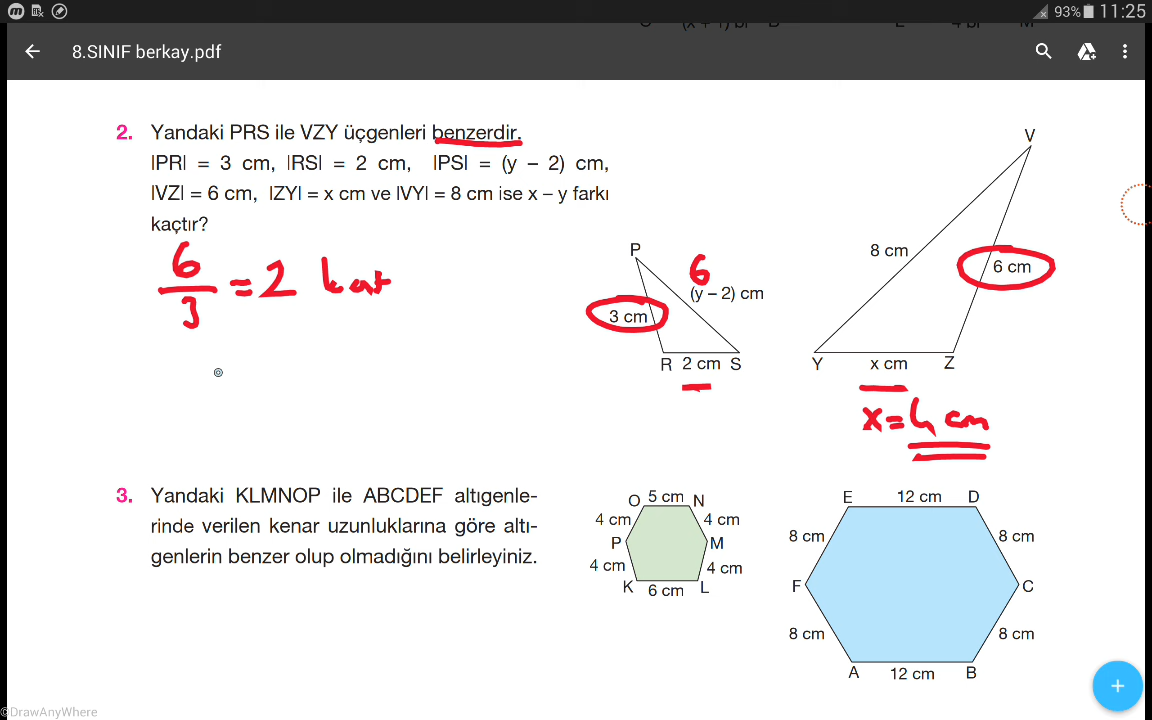 93% 11:25
8.SINIF berkay.pdf
2. Yandaki PRS ile VZY üçgenleri benzerdir.
|PR| = 3 cm, |RS| = 2 cm, |PS| = (y – 2) cm,
|VZ| = 6 cm, |ZY| = x cm ve |VY| = 8 cm ise x – y farkı
kaçtır?
6/3 = 2 kat
P
6
(y – 2) cm
3 cm
R 2 cm S
V
8 cm
6 cm
Y x cm Z
x = 4 cm
3. Yandaki KLMNOP ile ABCDEF altıgenle-
rinde verilen kenar uzunluklarına göre altı-
genlerin benzer olup olmadığını belirleyiniz.
O 5 cm N
4 cm 4 cm
P M
4 cm 4 cm
K 6 cm L
E 12 cm D
8 cm 8 cm
F C
8 cm 8 cm
A 12 cm B
©DrawAnyWhere